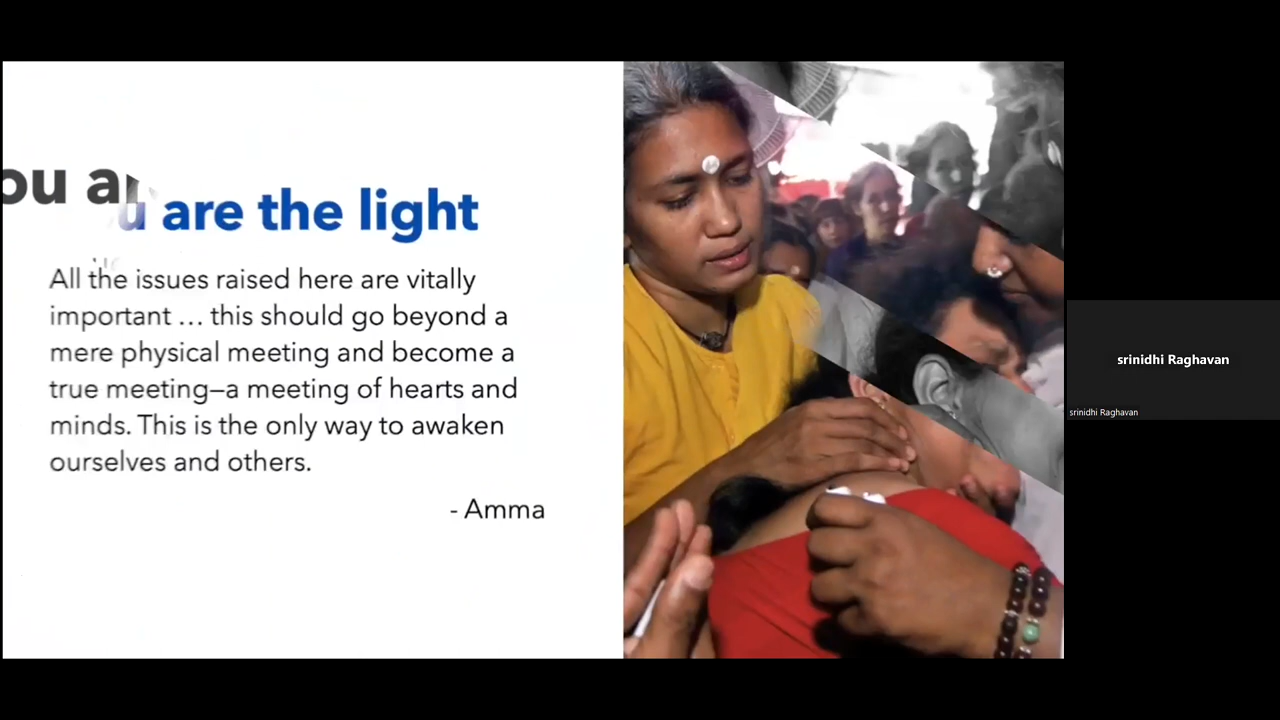 ou a
u are the light
All the issues raised here are vitally
important ... this should go beyond a
mere physical meeting and become a
true meeting—a meeting of hearts and
minds. This is the only way to awaken
ourselves and others.
- Amma
srinidhi Raghavan
srinidhi Raghavan